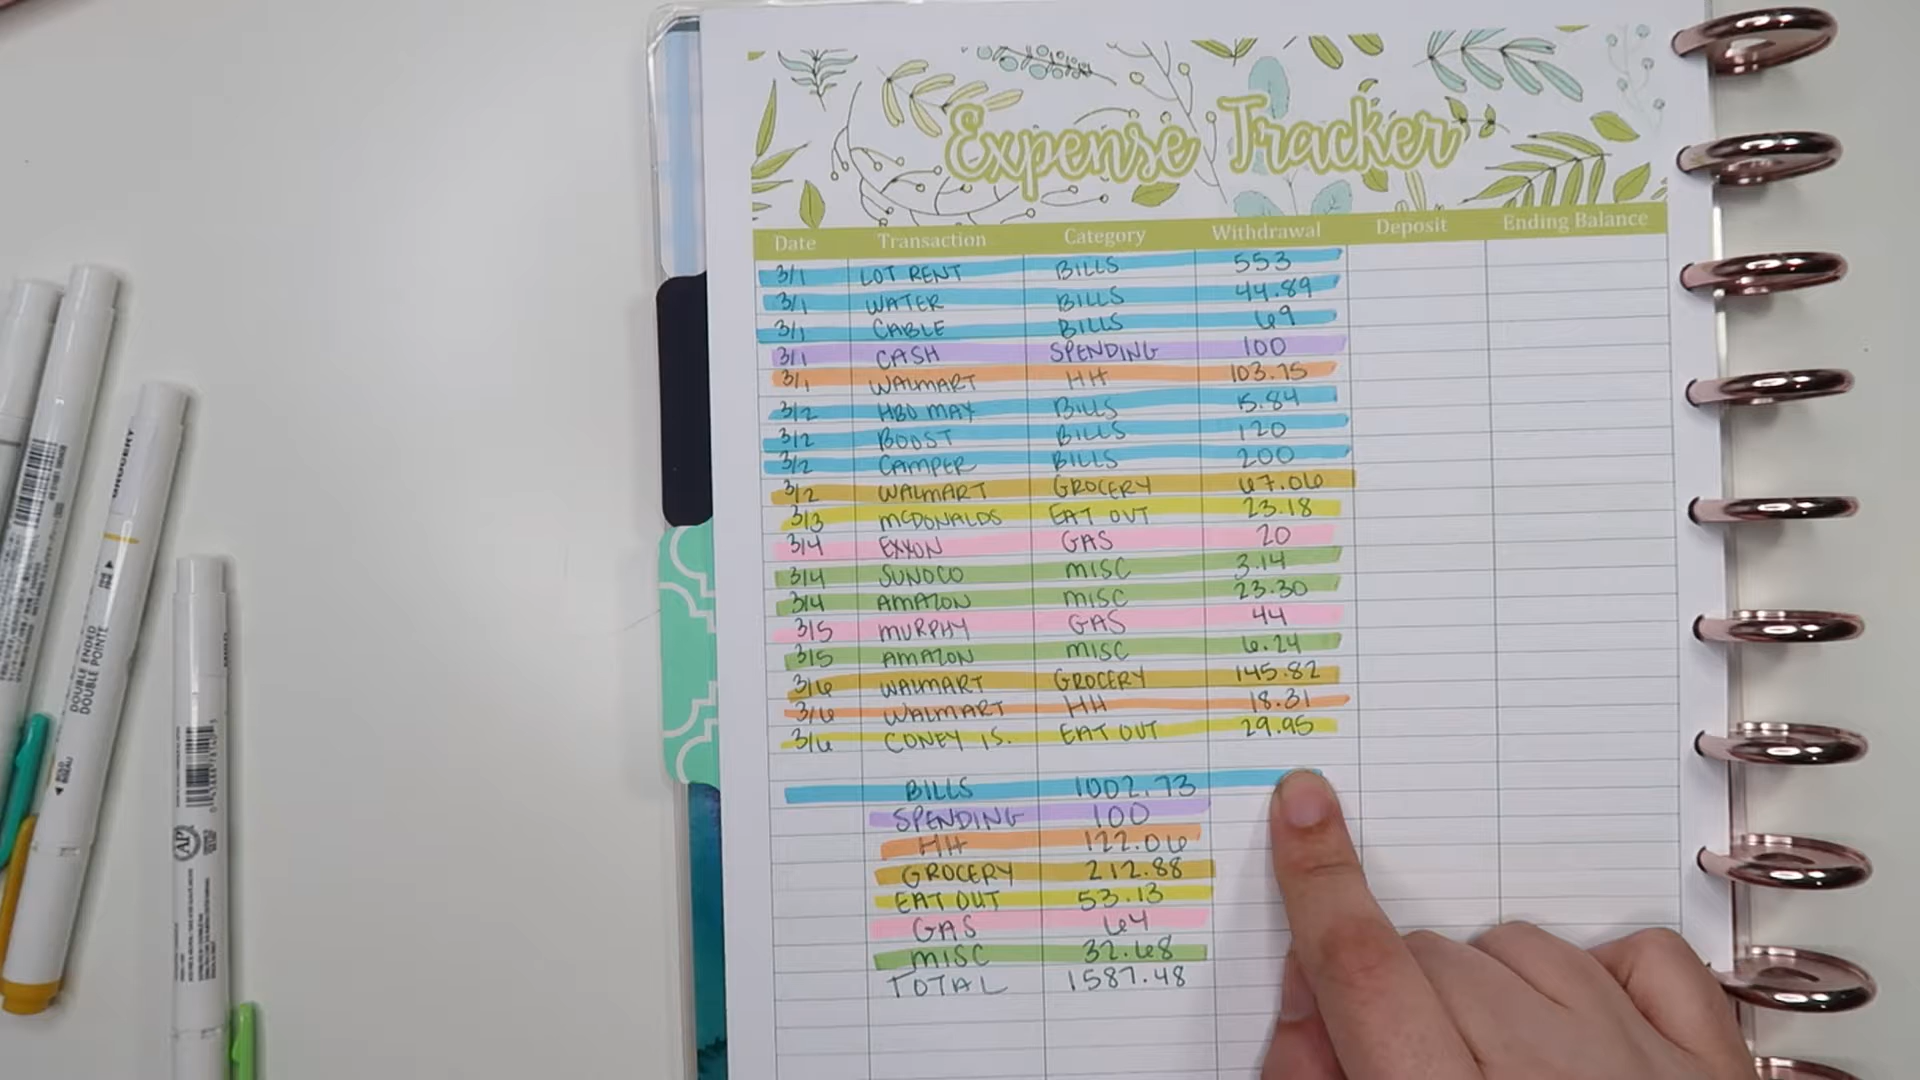 Expense Tracker
Date Transaction Category Withdrawal Deposit Ending Balance
3/1 LOT RENT BILLS 553
3/1 WATER BILLS 44.89
3/1 CABLE BILLS 69
3/1 CASH SPENDING 100
3/1 WALMART HH 103.75
3/2 HBO MAX BILLS 15.84
3/2 BOOST BILLS 120
3/2 CAMPER BILLS 200
3/2 WALMART GROCERY 67.06
3/3 MCDONALDS EAT OUT 23.18
3/4 EXXON GAS 20
3/4 SUNOCO MISC 3.14
3/4 AMAZON MISC 23.30
3/5 MURPHY GAS 44
3/5 AMAZON MISC 6.24
3/6 WALMART GROCERY 145.82
3/6 WALMART HH 18.31
3/6 CONEY IS. EAT OUT 29.95
BILLS 1002.73
SPENDING 100
HH 122.06
GROCERY 212.88
EAT OUT 53.13
GAS 64
MISC 32.68
TOTAL 1587.48
GROCERY
DOUBLE ENDED
DOUBLE POINTE
AP